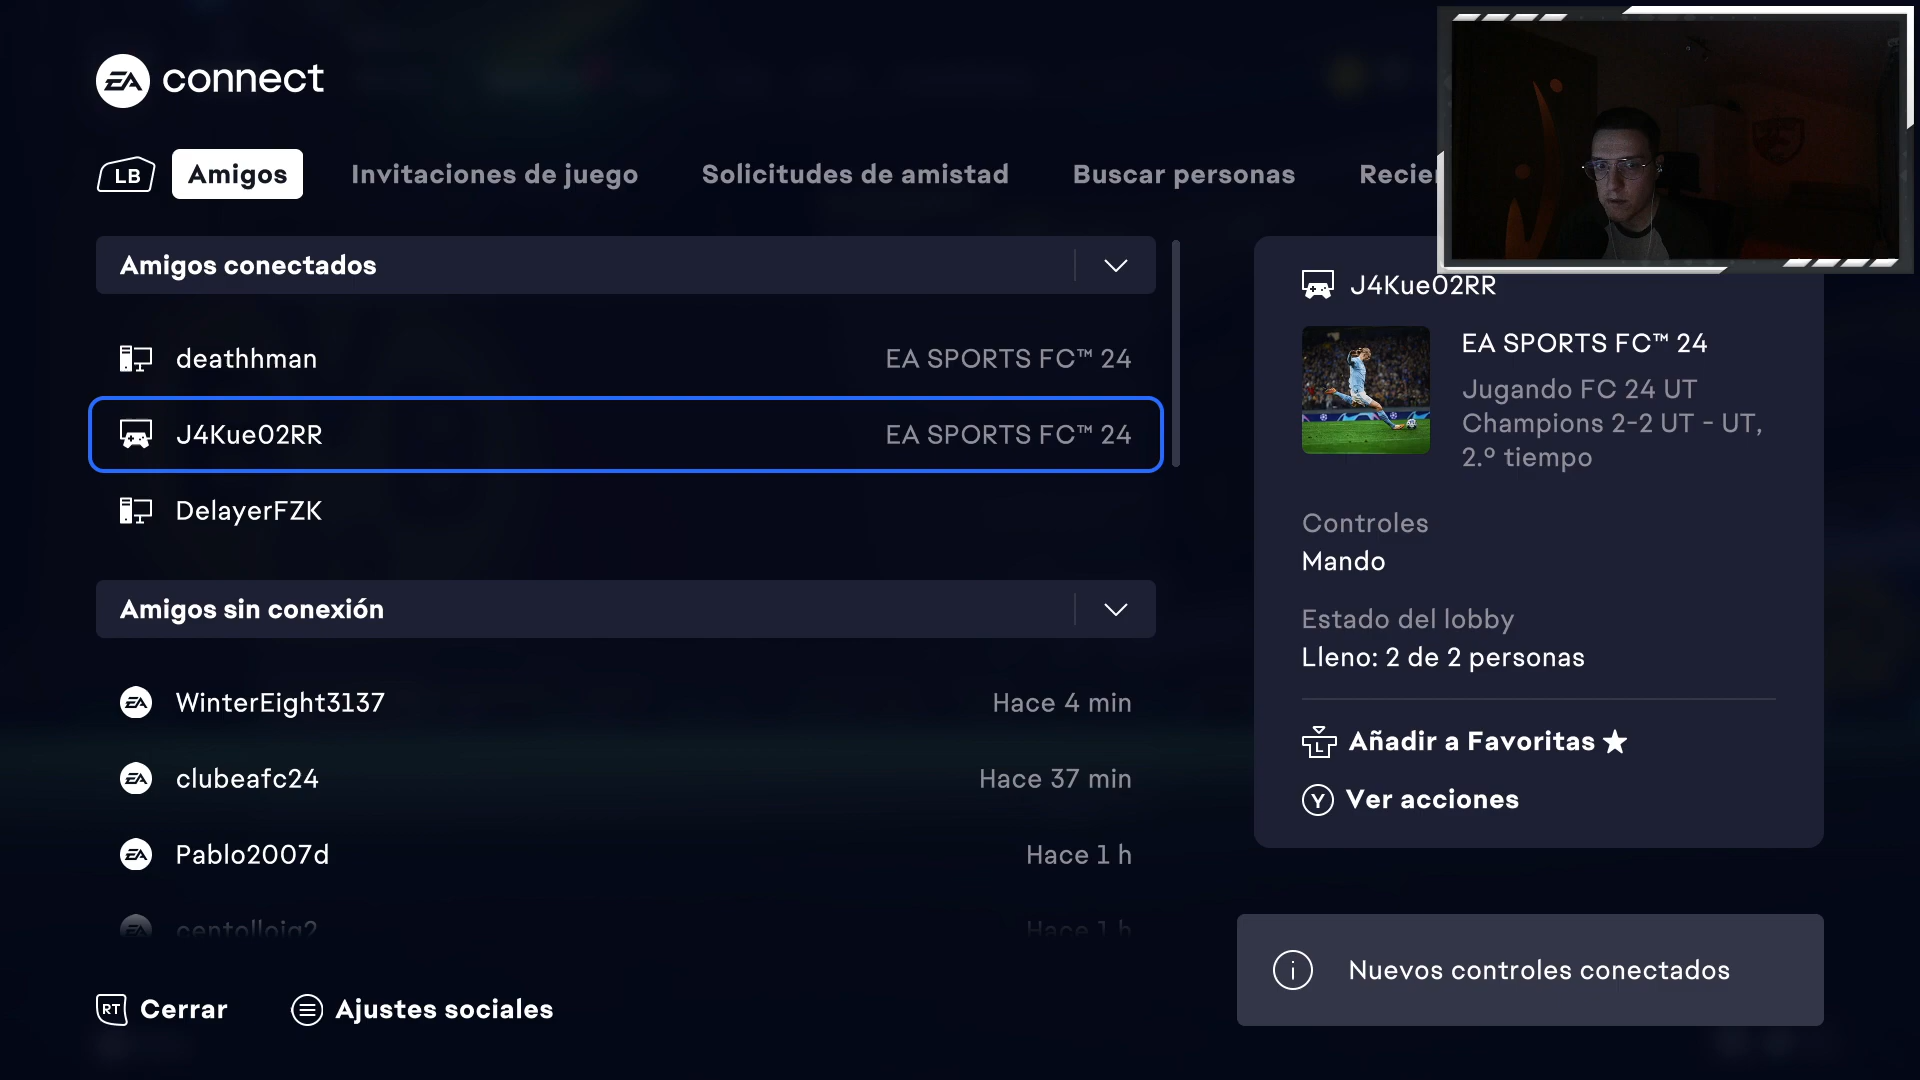 EA connect
LB Amigos Invitaciones de juego Solicitudes de amistad Buscar personas
Amigos conectados
deathhman EA SPORTS FC™ 24
J4Kue02RR EA SPORTS FC™ 24
DelayerFZK
Amigos sin conexión
WinterEight3137 Hace 4 min
clubeafc24 Hace 37 min
Pablo2007d Hace 1 h
Hace 1 h
RT Cerrar Ajustes sociales
J4Kue02RR
EA SPORTS FC™ 24
Jugando FC 24 UT
Champions 2-2 UT - UT,
2.º tiempo
Controles
Mando
Estado del lobby
Lleno: 2 de 2 personas
L Añadir a Favoritas
Y Ver acciones
Nuevos controles conectados